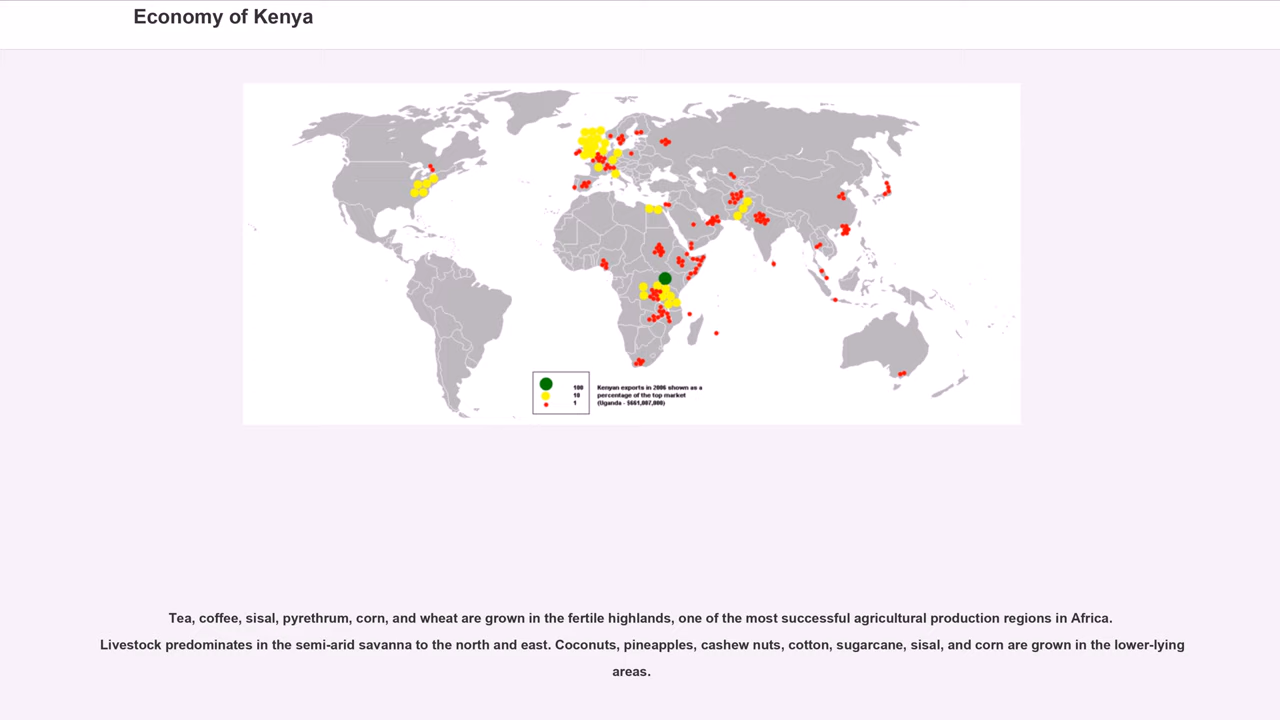 Economy of Kenya
100 Kenyan exports in 2006 shown as a
10 percentage of the top market
1 (Uganda - $661,007,000)
Tea, coffee, sisal, pyrethrum, corn, and wheat are grown in the fertile highlands, one of the most successful agricultural production regions in Africa.
Livestock predominates in the semi-arid savanna to the north and east. Coconuts, pineapples, cashew nuts, cotton, sugarcane, sisal, and corn are grown in the lower-lying
areas.